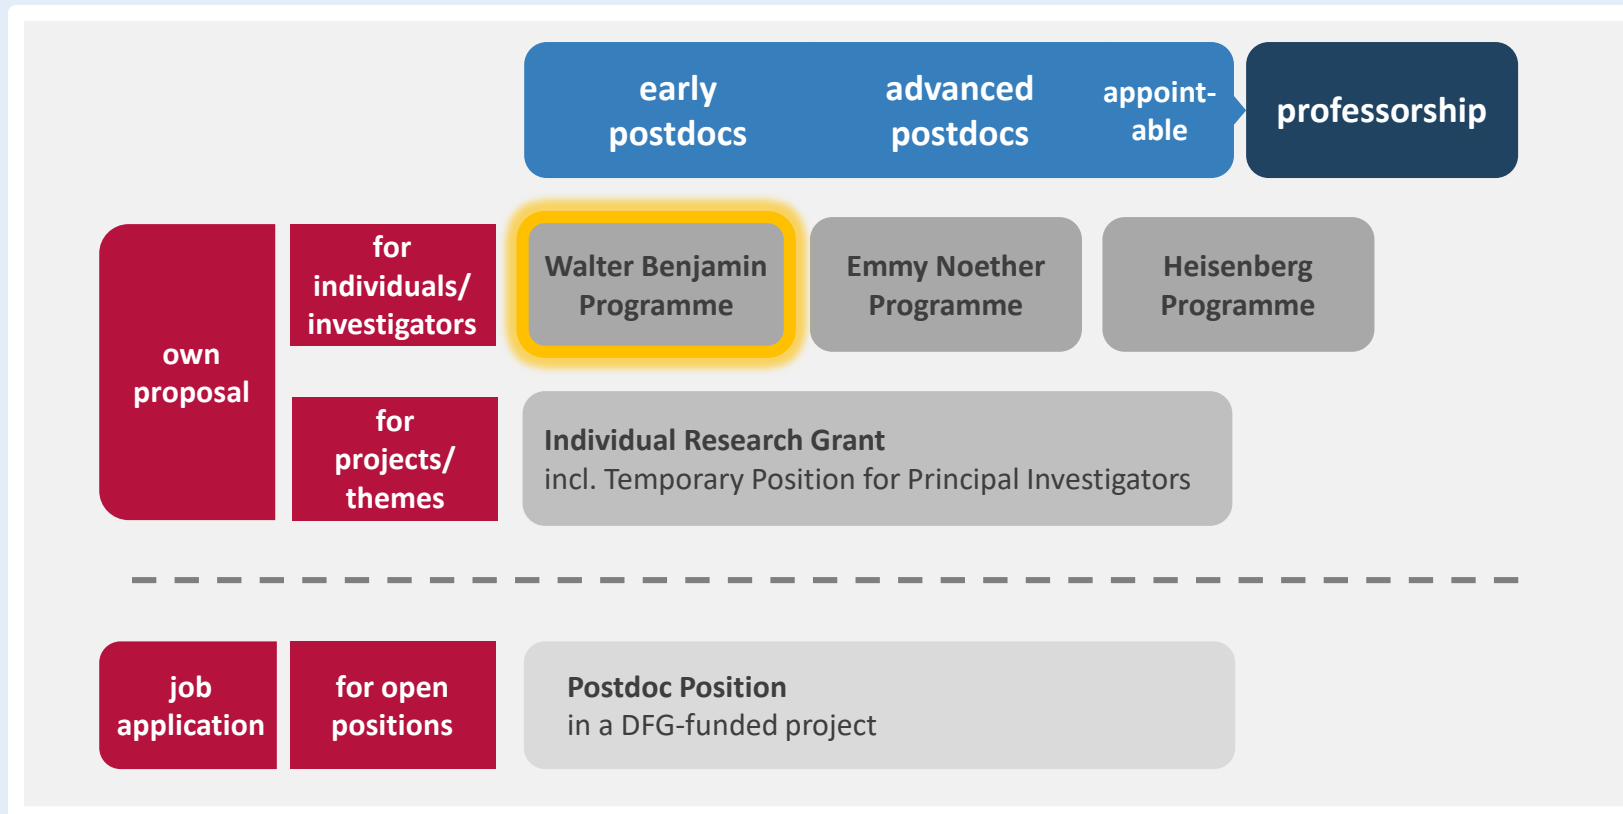 early
postdocs
advanced
postdocs
appoint-
able
professorship
own
proposal
for
individuals/
investigators
Walter Benjamin
Programme
Emmy Noether
Programme
Heisenberg
Programme
for
projects/
themes
Individual Research Grant
incl. Temporary Position for Principal Investigators
job
application
for open
positions
Postdoc Position
in a DFG-funded project